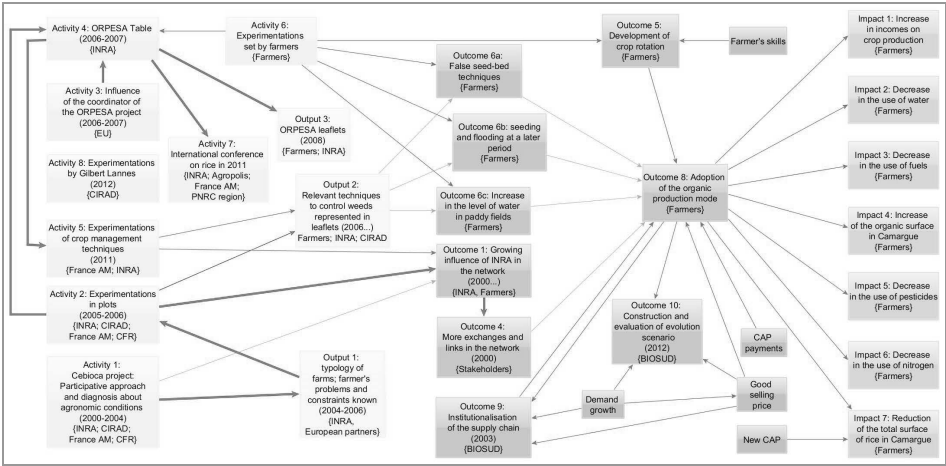 Activity 4: ORPESA Table
(2006-2007)
{INRA}
Activity 3: Influence
of the coordinator of
the ORPESA project
(2006-2007)
{EU}
Activity 8: Experimentations
by Gilbert Lannes
(2012)
{CIRAD}
Activity 5: Experimentations
of crop management
techniques
(2011)
{France AM; INRA}
Activity 2: Experimentations
in plots
(2005-2006)
{INRA; CIRAD;
France AM; CFR}
Activity 1:
Cebioca project:
Participative approach
and diagnosis about
agronomic conditions
(2000-2004)
{INRA; CIRAD;
France AM; CFR}
Activity 6:
Experimentations
set by farmers
{Farmers}
Activity 7:
International conference
on rice in 2011
{INRA; Agropolis;
France AM;
PNRC region}
Output 3:
ORPESA leaflets
(2008)
{Farmers; INRA}
Output 2:
Relevant techniques
to control weeds
represented in
leaflets (2006...)
Farmers; INRA; CIRAD
Output 1:
typology of
farms; farmer's
problems and
constraints known
(2004-2006)
{INRA,
European partners}
Outcome 6a:
False seed-bed
techniques
{Farmers}
Outcome 6b: seeding
and flooding at a later
period
{Farmers}
Outcome 6c: Increase
in the level of water
in paddy fields
{Farmers}
Outcome 1: Growing
influence of INRA in
the network
(2000...)
{INRA, Farmers}
Outcome 4:
More exchanges and
links in the network
(2000)
{Stakeholders}
Outcome 9:
Institutionalisation of
the supply chain
(2003)
{BIOSUD}
Outcome 5:
Development of
crop rotation
{Farmers}
Farmer's skills
Outcome 8: Adoption
of the organic
production mode
{Farmers}
Outcome 10:
Construction and
evaluation of evolution
scenario
(2012)
{BIOSUD}
CAP
payments
Demand
growth
Good
selling
price
New CAP
Impact 1: Increase
in incomes on
crop production
{Farmers}
Impact 2: Decrease
in the use of water
{Farmers}
Impact 3: Decrease
in the use of fuels
{Farmers}
Impact 4: Increase
of the organic surface
in Camargue
{Farmers}
Impact 5: Decrease
in the use of pesticides
{Farmers}
Impact 6: Decrease
in the use of nitrogen
{Farmers}
Impact 7: Reduction
of the total surface
of rice in Camargue
{Farmers}